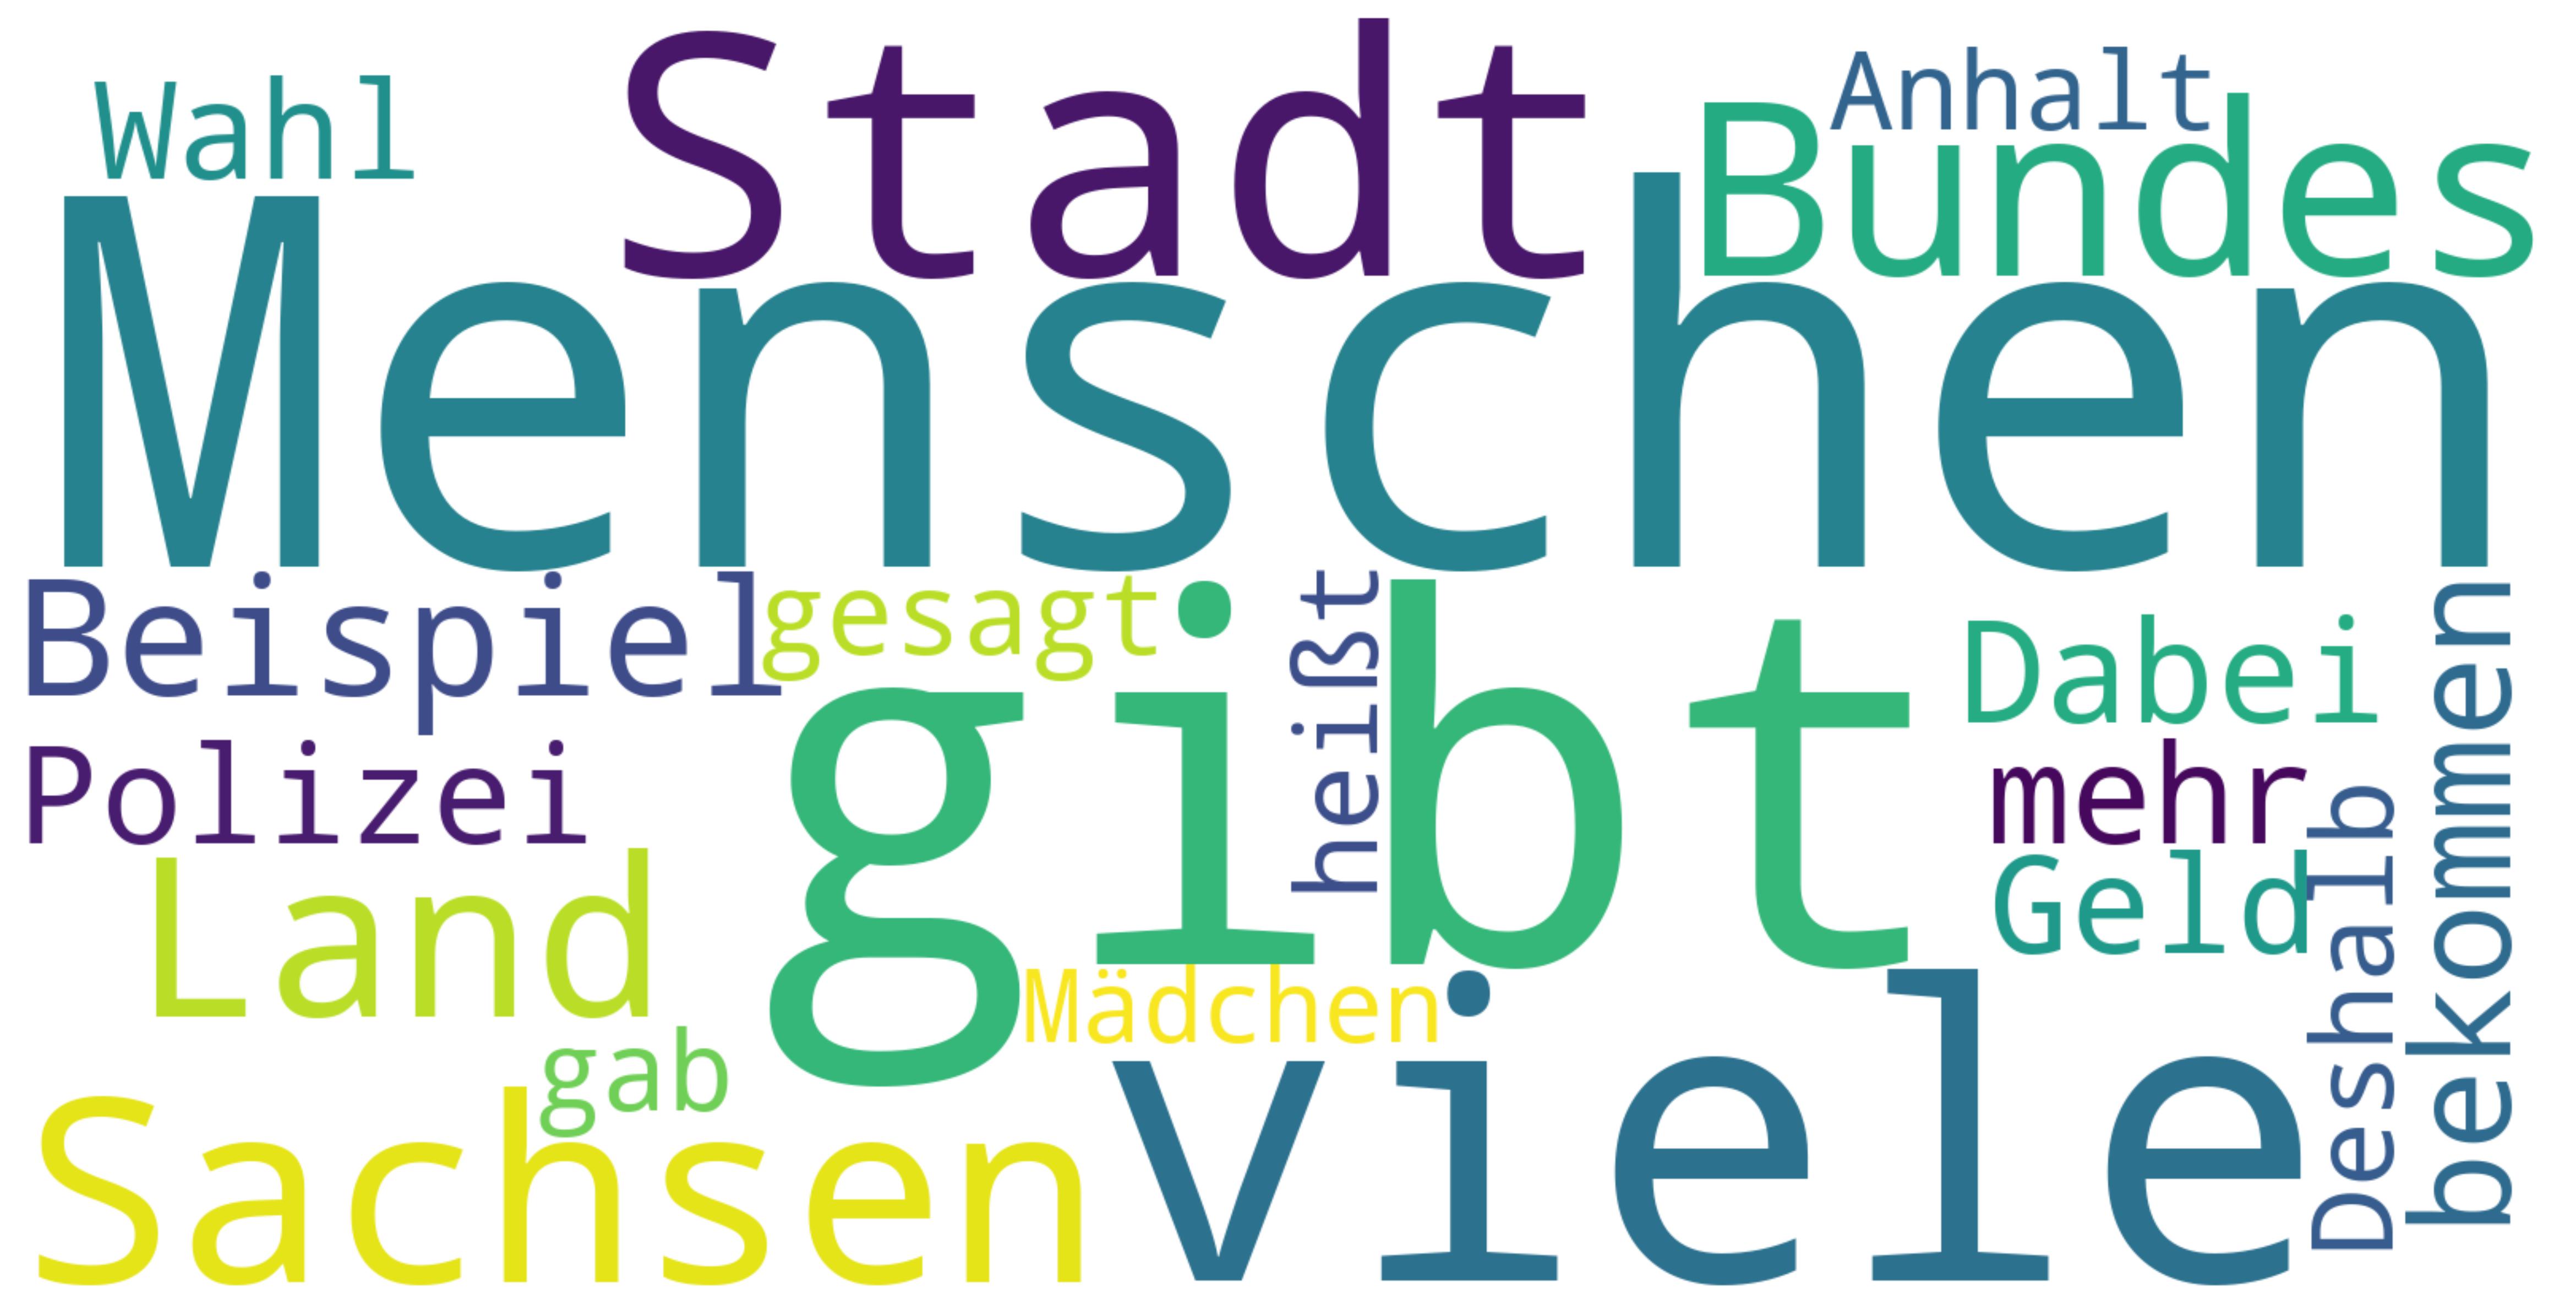 Wahl
Stadt
Anhalt
Bundes
Menschen
Beispiel
gesagt
heißt
gibt
Dabei
bekommen
Polizei
mehr
Deshalb
Land
Geld
Mädchen
gab
viele
Sachsen